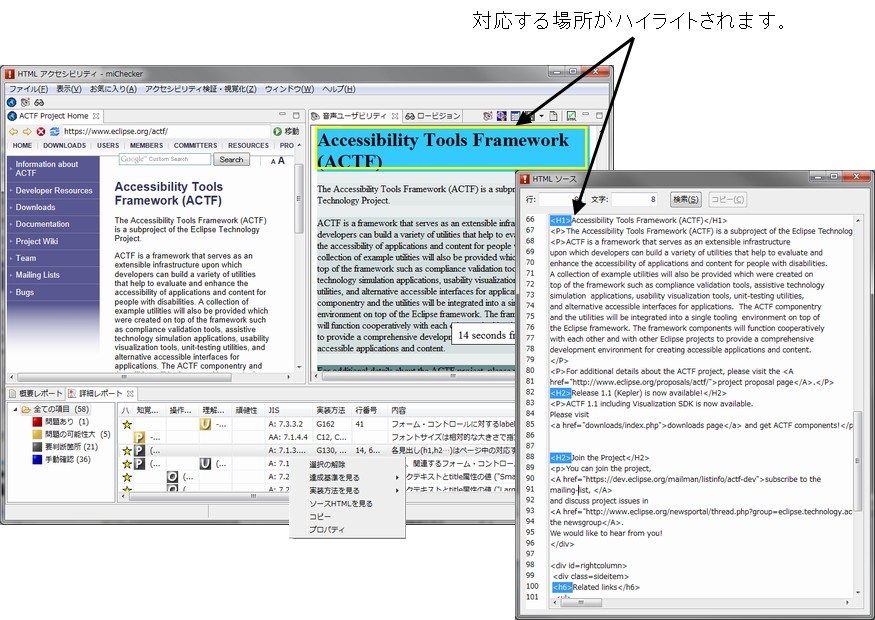 対応する場所がハイライトされます。
HTML アクセシビリティ - miChecker
ファイル(F) 表示(V) お気に入り(A) アクセシビリティ検証・視覚化(Z) ウィンドウ(W) ヘルプ(H)
ACTF Project Home
https://www.eclipse.org/actf/ 移動
HOME DOWNLOADS USERS MEMBERS COMMITTERS RESOURCES PRO
Google™ Custom Search Search A A
Information about
ACTF
Developer Resources
Downloads
Documentation
Project Wiki
Team
Mailing Lists
Bugs
Accessibility Tools
Framework (ACTF)
The Accessibility Tools Framework (ACTF)
is a subproject of the Eclipse Technology
Project.
ACTF is a framework that serves as an
extensible infrastructure upon which
developers can build a variety of utilities
that help to evaluate and enhance the
accessibility of applications and content for
people with disabilities. A collection of
example utilities will also be provided which
were created on top of the framework such
as compliance validation tools, assistive
technology simulation applications, usability
visualization tools, unit-testing utilities, and
alternative accessible interfaces for
applications. The ACTF componentry and
音声ユーザビリティ ロービジョン
Accessibility Tools Framework
(ACTF)
The Accessibility Tools Framework (ACTF) is a subpr
Technology Project.
ACTF is a framework that serves as an extensible infra
developers can build a variety of utilities that help to eva
the accessibility of applications and content for people w
collection of example utilities will also be provided which
top of the framework such as compliance validation too
technology simulation applications, usability visualization
utilities, and alternative accessible interfaces for applicat
componentry and the utilities will be integrated into a sin
environment on top of the Eclipse framework. The fram
will function cooperatively with each
to provide a comprehensive develop
accessible applications and content.
For additional details about the ACTF project, please
14 seconds fr
概要レポート 詳細レポート
全ての項目 (58)
問題あり (1)
問題の可能性大 (5)
要判断箇所 (21)
手動確認 (36)
ハ 知覚... 操作... 理解... 頑健性 JIS 実装方法 行番号 内容
U -... A: 7.3.3.2 G162 41 フォーム・コントロールに対するlabel
P -... AA: 7.1.4.4 C12, C... フォントサイズは相対的な大きさで指
P (... A: 7.1.3.... G130, ... 14, 6... 各見出し(h1,h2…)はページ中の対応す
P (... U (... A: 7.1 、関連するフォーム・コントロー
(... A: 7.1 クテキストとtitle属性の値 ("Sma
(... A: 7.1 クテキストとtitle属性の値 ("Larg
選択の解除
達成基準を見る
実装方法を見る
ソースHTMLを見る
コピー
プロパティ
HTML ソース
行: 文字: 8 検索(S) コピー(C)
66 <H1>Accessibility Tools Framework (ACTF)</H1>
67 <P>The Accessibility Tools Framework (ACTF) is a subproject of the Eclipse Technolog
68 <P>ACTF is a framework that serves as an extensible infrastructure
69 upon which developers can build a variety of utilities that help to evaluate and
70 enhance the accessibility of applications and content for people with disabilities.
71 A collection of example utilities will also be provided which were created on
72 top of the framework such as compliance validation tools, assistive technology
73 simulation applications, usability visualization tools, unit-testing utilities,
74 and alternative accessible interfaces for applications. The ACTF componentry
75 and the utilities will be integrated into a single tooling environment on top of
76 the Eclipse framework. The framework components will function cooperatively
77 with each other and with other Eclipse projects to provide a comprehensive
78 development environment for creating accessible applications and content.
79 </P>
80 <P>For additional details about the ACTF project, please visit the <A
81 href="http://www.eclipse.org/proposals/actf/">project proposal page</A>.</P>
82 <H2>Release 1.1 (Kepler) is now available!</H2>
83 <P>ACTF 1.1 including Visualization SDK is now available.
84 Please visit
85 <a href="downloads/index.php">downloads page</a> and get ACTF components!</p
86
87
88 <H2>Join the Project</H2>
89 <p>You can join the project,
90 <A href="https://dev.eclipse.org/mailman/listinfo/actf-dev">subscribe to the
91 mailing-list, </A>
92 and discuss project issues in
93 <A href="http://www.eclipse.org/newsportal/thread.php?group=eclipse.technology.ac
94 the newsgroup</A>.
95 We would like to hear from you!
96 </div>
97
98 <div id=rightcolumn>
99 <div class=sideitem>
100 <h6>Related links</h6>
101